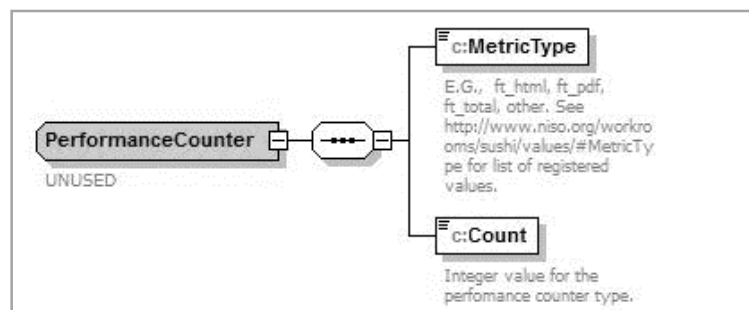 c:MetricType
E.G.,  ft_html, ft_pdf,
ft_total, other. See
http://www.niso.org/workro
oms/sushi/values/#MetricTy
pe for list of registered
values.
PerformanceCounter
UNUSED
c:Count
Integer value for the
perfomance counter type.